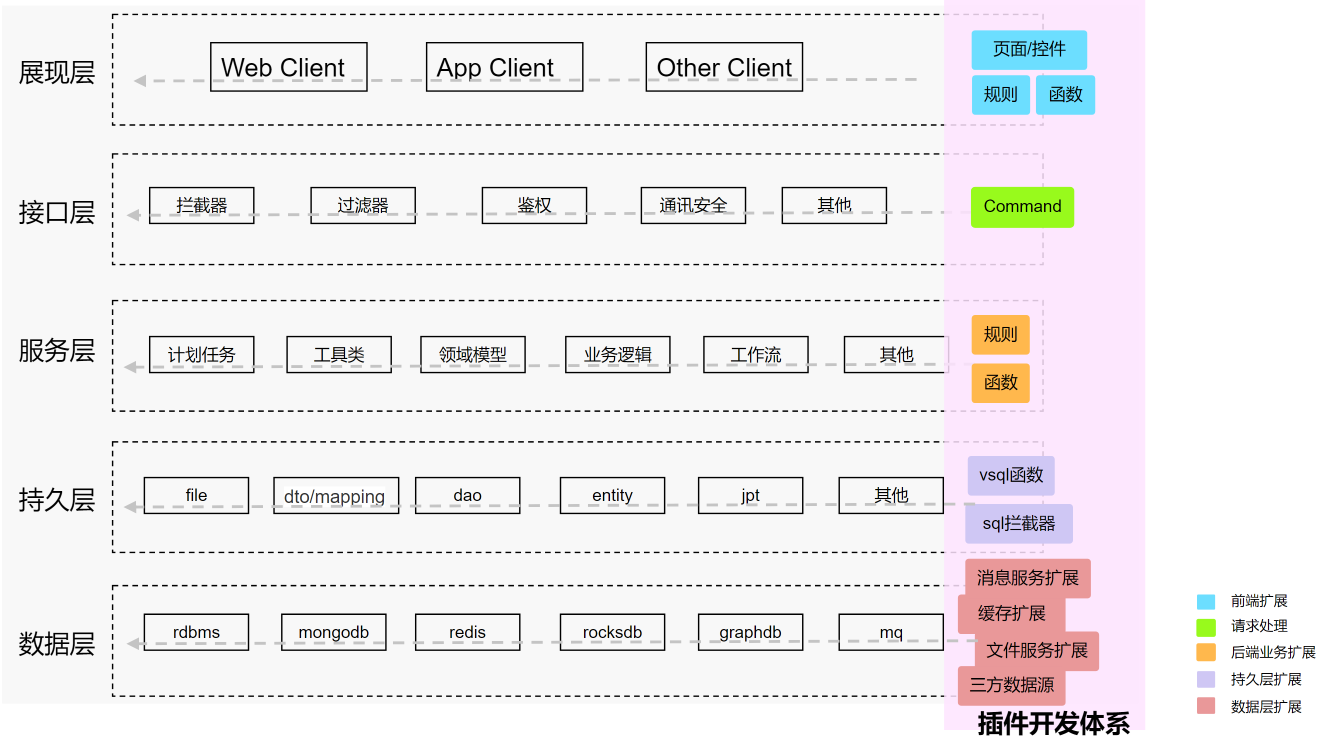 展现层
Web Client
App Client
Other Client
页面/控件
规则
函数
接口层
拦截器
过滤器
鉴权
通讯安全
其他
Command
服务层
计划任务
工具类
领域模型
业务逻辑
工作流
其他
规则
函数
持久层
file
dto/mapping
dao
entity
jpt
其他
vsql函数
sql拦截器
数据层
rdbms
mongodb
redis
rocksdb
graphdb
mq
消息服务扩展
缓存扩展
文件服务扩展
三方数据源
插件开发体系
前端扩展
请求处理
后端业务扩展
持久层扩展
数据层扩展